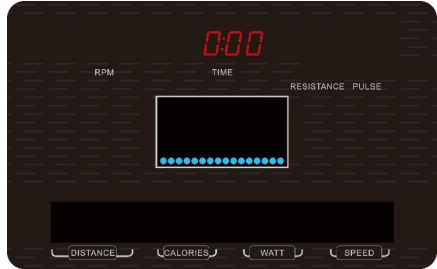 0:00
RPM TIME
RESISTANCE PULSE
DISTANCE CALORIES WATT SPEED